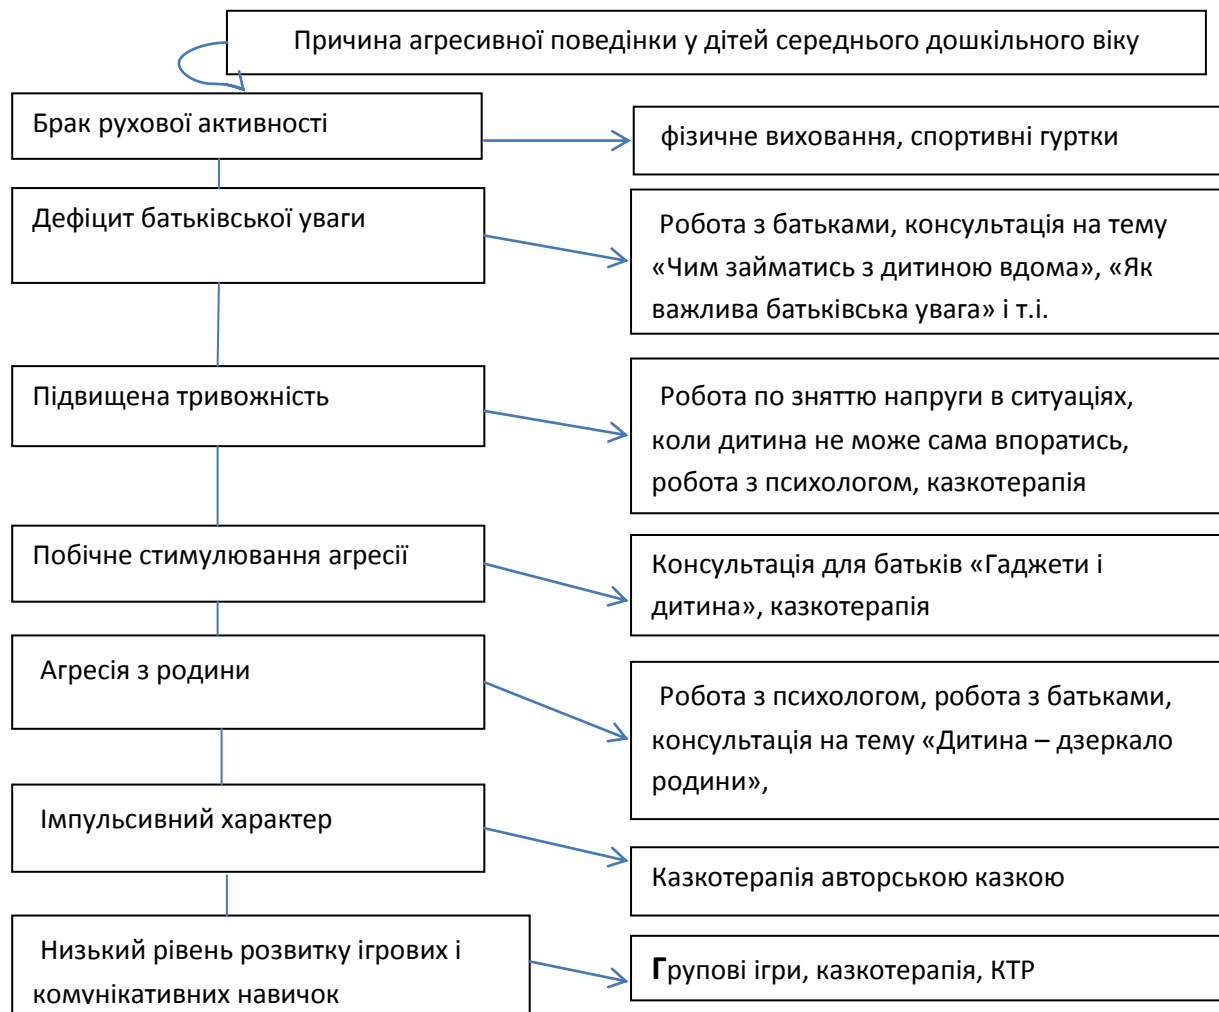 Причина агресивної поведінки у дітей середнього дошкільного віку
Брак рухової активності
фізичне виховання, спортивні гуртки
Дефіцит батьківської уваги
Робота з батьками, консультація на тему
«Чим займатись з дитиною вдома», «Як
важлива батьківська увага» і т.і.
Підвищена тривожність
Робота по зняттю напруги в ситуаціях,
коли дитина не може сама впоратись,
робота з психологом, казкотерапія
Побічне стимулювання агресії
Консультація для батьків «Гаджети і
дитина», казкотерапія
Агресія з родини
Робота з психологом, робота з батьками,
консультація на тему «Дитина – дзеркало
родини»,
Імпульсивний характер
Казкотерапія авторською казкою
Низький рівень розвитку ігрових і
комунікативних навичок
Групові ігри, казкотерапія, КТР